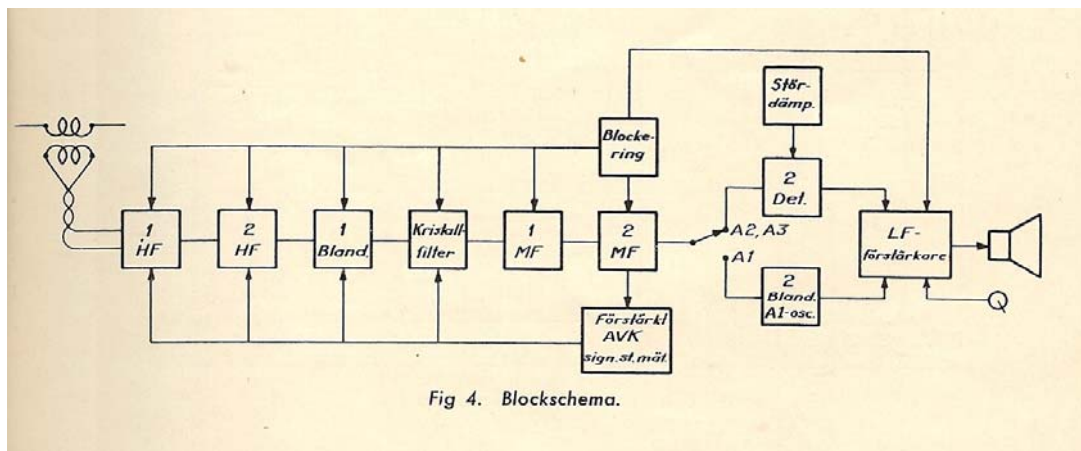 Stör-
dämp.
Blocke-
ring
1
HF
2
HF
1
Bland.
Kristall-
filter
1
MF
2
MF
A2, A3
A1
2
Det.
2
Bland.
A1-osc.
LF-
förstärkare
Förstärkt
AVK
sign.st.mät.
Fig 4. Blockschema.